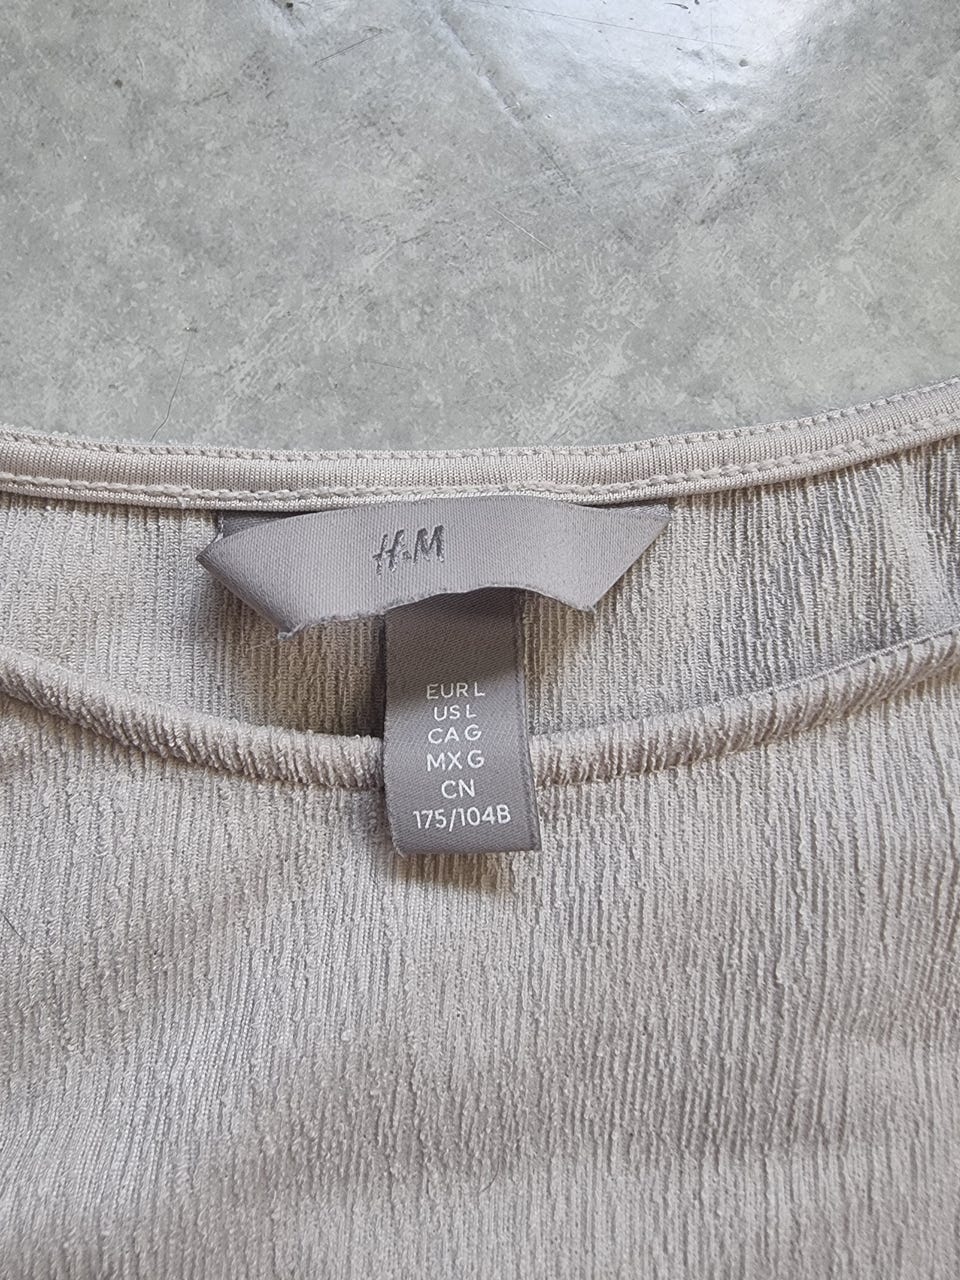 H&M
EUR L
US L
CA G
MX G
CN
175/104B